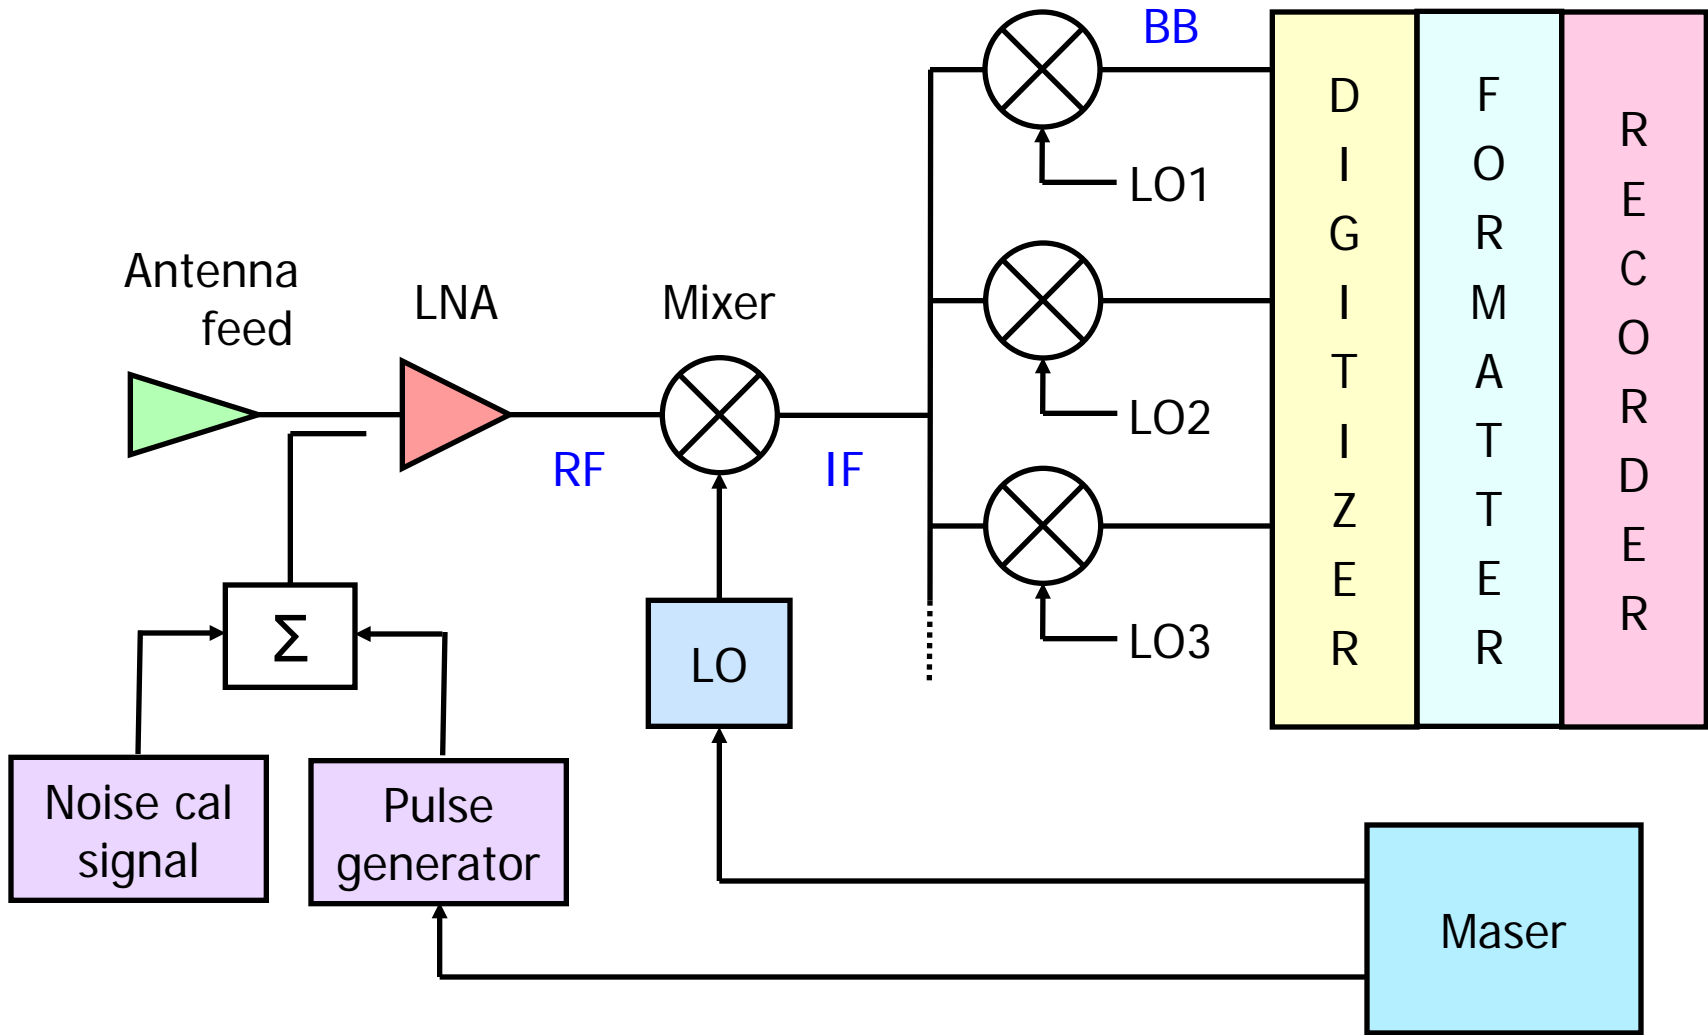 BB
LO1
LO2
LO3
DIGITIZER
FORMATTER
RECORDER
Antenna
feed
LNA
Mixer
RF
IF
Σ
LO
Noise cal
signal
Pulse
generator
Maser